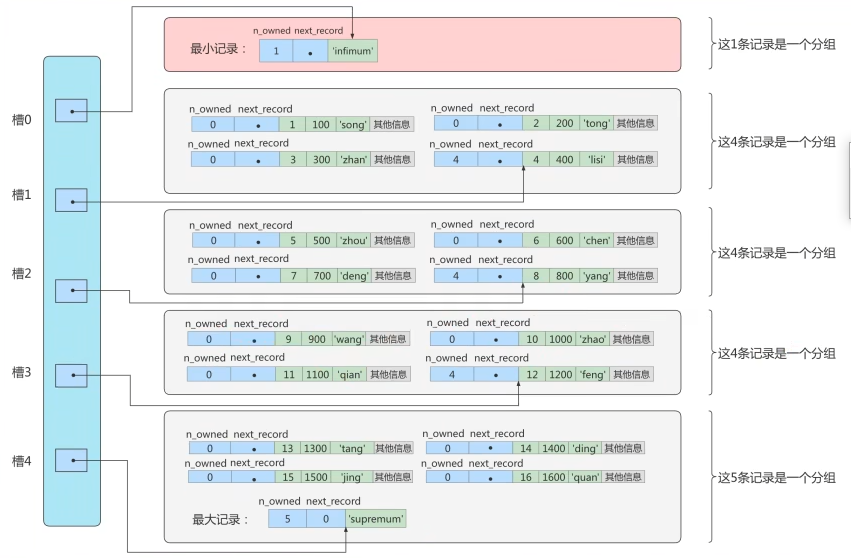 n_owned next_record
最小记录： 1 'infimum'
这1条记录是一个分组
槽0
n_owned next_record n_owned next_record
0 1 100 'song' 其他信息 0 2 200 'tong' 其他信息
n_owned next_record n_owned next_record
0 3 300 'zhan' 其他信息 4 4 400 'lisi' 其他信息
这4条记录是一个分组
槽1
n_owned next_record n_owned next_record
0 5 500 'zhou' 其他信息 0 6 600 'chen' 其他信息
n_owned next_record n_owned next_record
0 7 700 'deng' 其他信息 4 8 800 'yang' 其他信息
这4条记录是一个分组
槽2
n_owned next_record n_owned next_record
0 9 900 'wang' 其他信息 0 10 1000 'zhao' 其他信息
n_owned next_record n_owned next_record
0 11 1100 'qian' 其他信息 4 12 1200 'feng' 其他信息
这4条记录是一个分组
槽3
n_owned next_record n_owned next_record
0 13 1300 'tang' 其他信息 0 14 1400 'ding' 其他信息
n_owned next_record n_owned next_record
0 15 1500 'jing' 其他信息 0 16 1600 'quan' 其他信息
这5条记录是一个分组
槽4
n_owned next_record
最大记录： 5 0 'supremum'